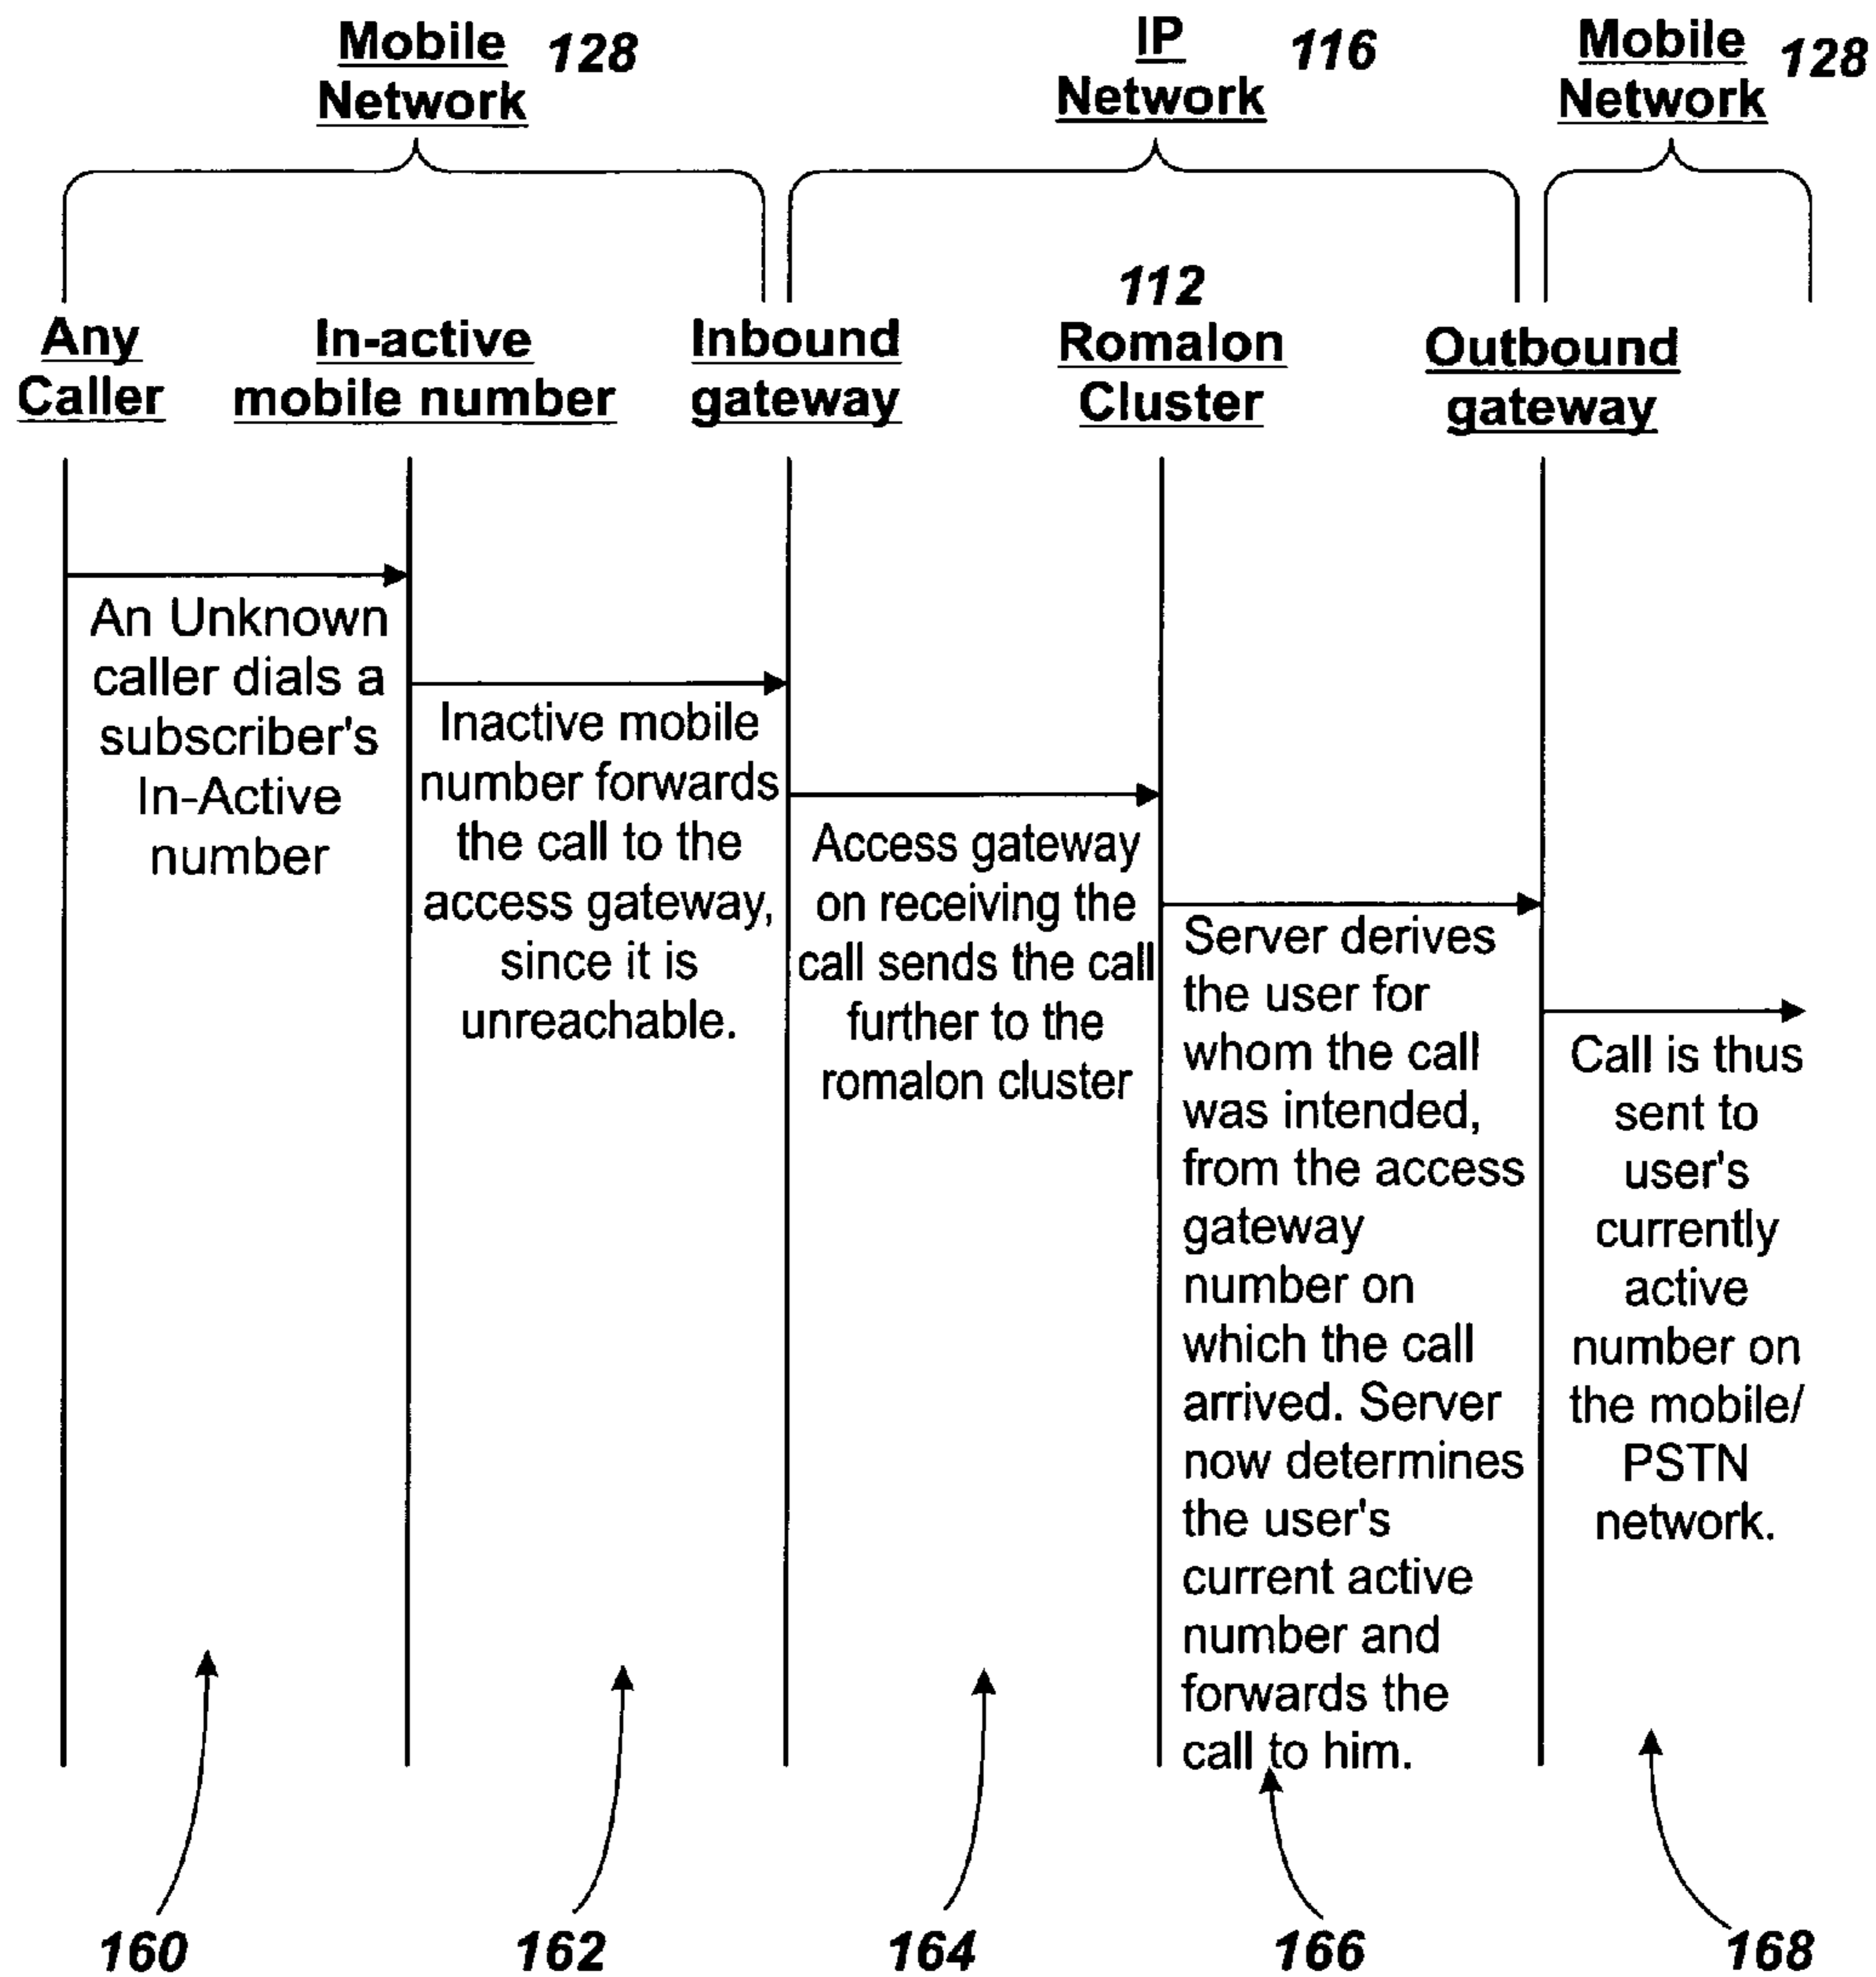 Mobile
Network
128
IP
Network
116
Mobile
Network
128
Any
Caller
In-active
mobile number
Inbound
gateway
112
Romalon
Cluster
Outbound
gateway
An Unknown
caller dials a
subscriber's
In-Active
number
Inactive mobile
number forwards
the call to the
access gateway,
since it is
unreachable.
Access gateway
on receiving the
call sends the call
further to the
romalon cluster
Server derives
the user for
whom the call
was intended,
from the access
gateway
number on
which the call
arrived. Server
now determines
the user's
current active
number and
forwards the
call to him.
Call is thus
sent to
user's
currently
active
number on
the mobile/
PSTN
network.
160
162
164
166
168